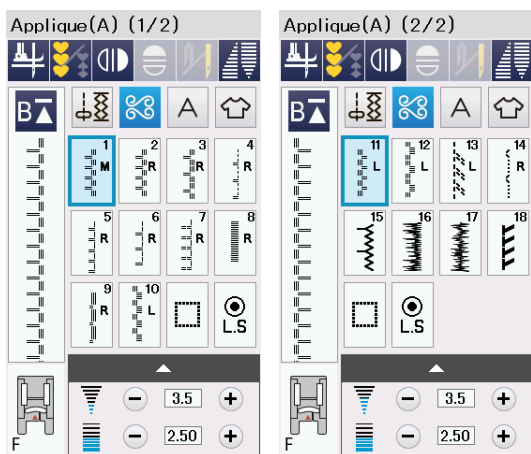 Applique(A) (1/2)
B
A
1
M
2
R
3
R
4
R
5
R
6
R
7
R
8
R
9
R
10
L
L.S
3.5
2.50
F
Applique(A) (2/2)
B
A
11
L
12
L
13
L
14
R
15
16
17
18
L.S
3.5
2.50
F